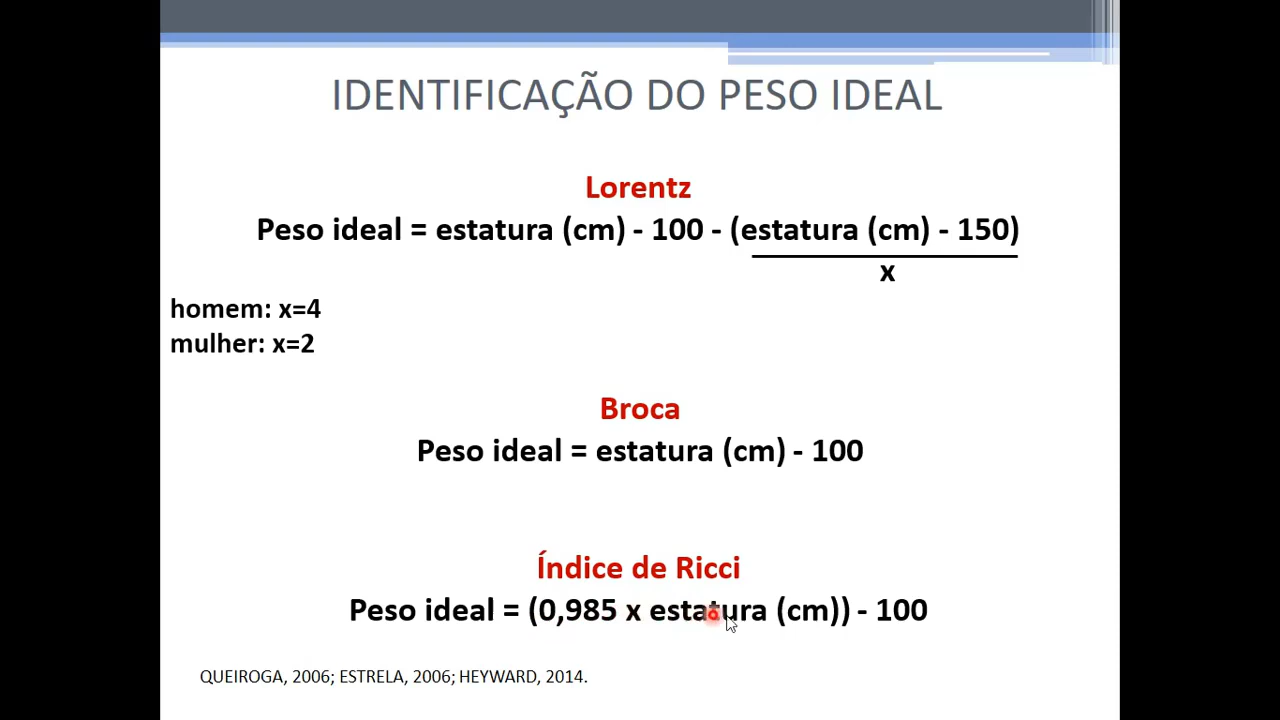 IDENTIFICAÇÃO DO PESO IDEAL
Lorentz
Peso ideal = estatura (cm) - 100 - (estatura (cm) - 150)
x
homem: x=4
mulher: x=2
Broca
Peso ideal = estatura (cm) - 100
Índice de Ricci
Peso ideal = (0,985 x estatura (cm)) - 100
QUEIROGA, 2006; ESTRELA, 2006; HEYWARD, 2014.